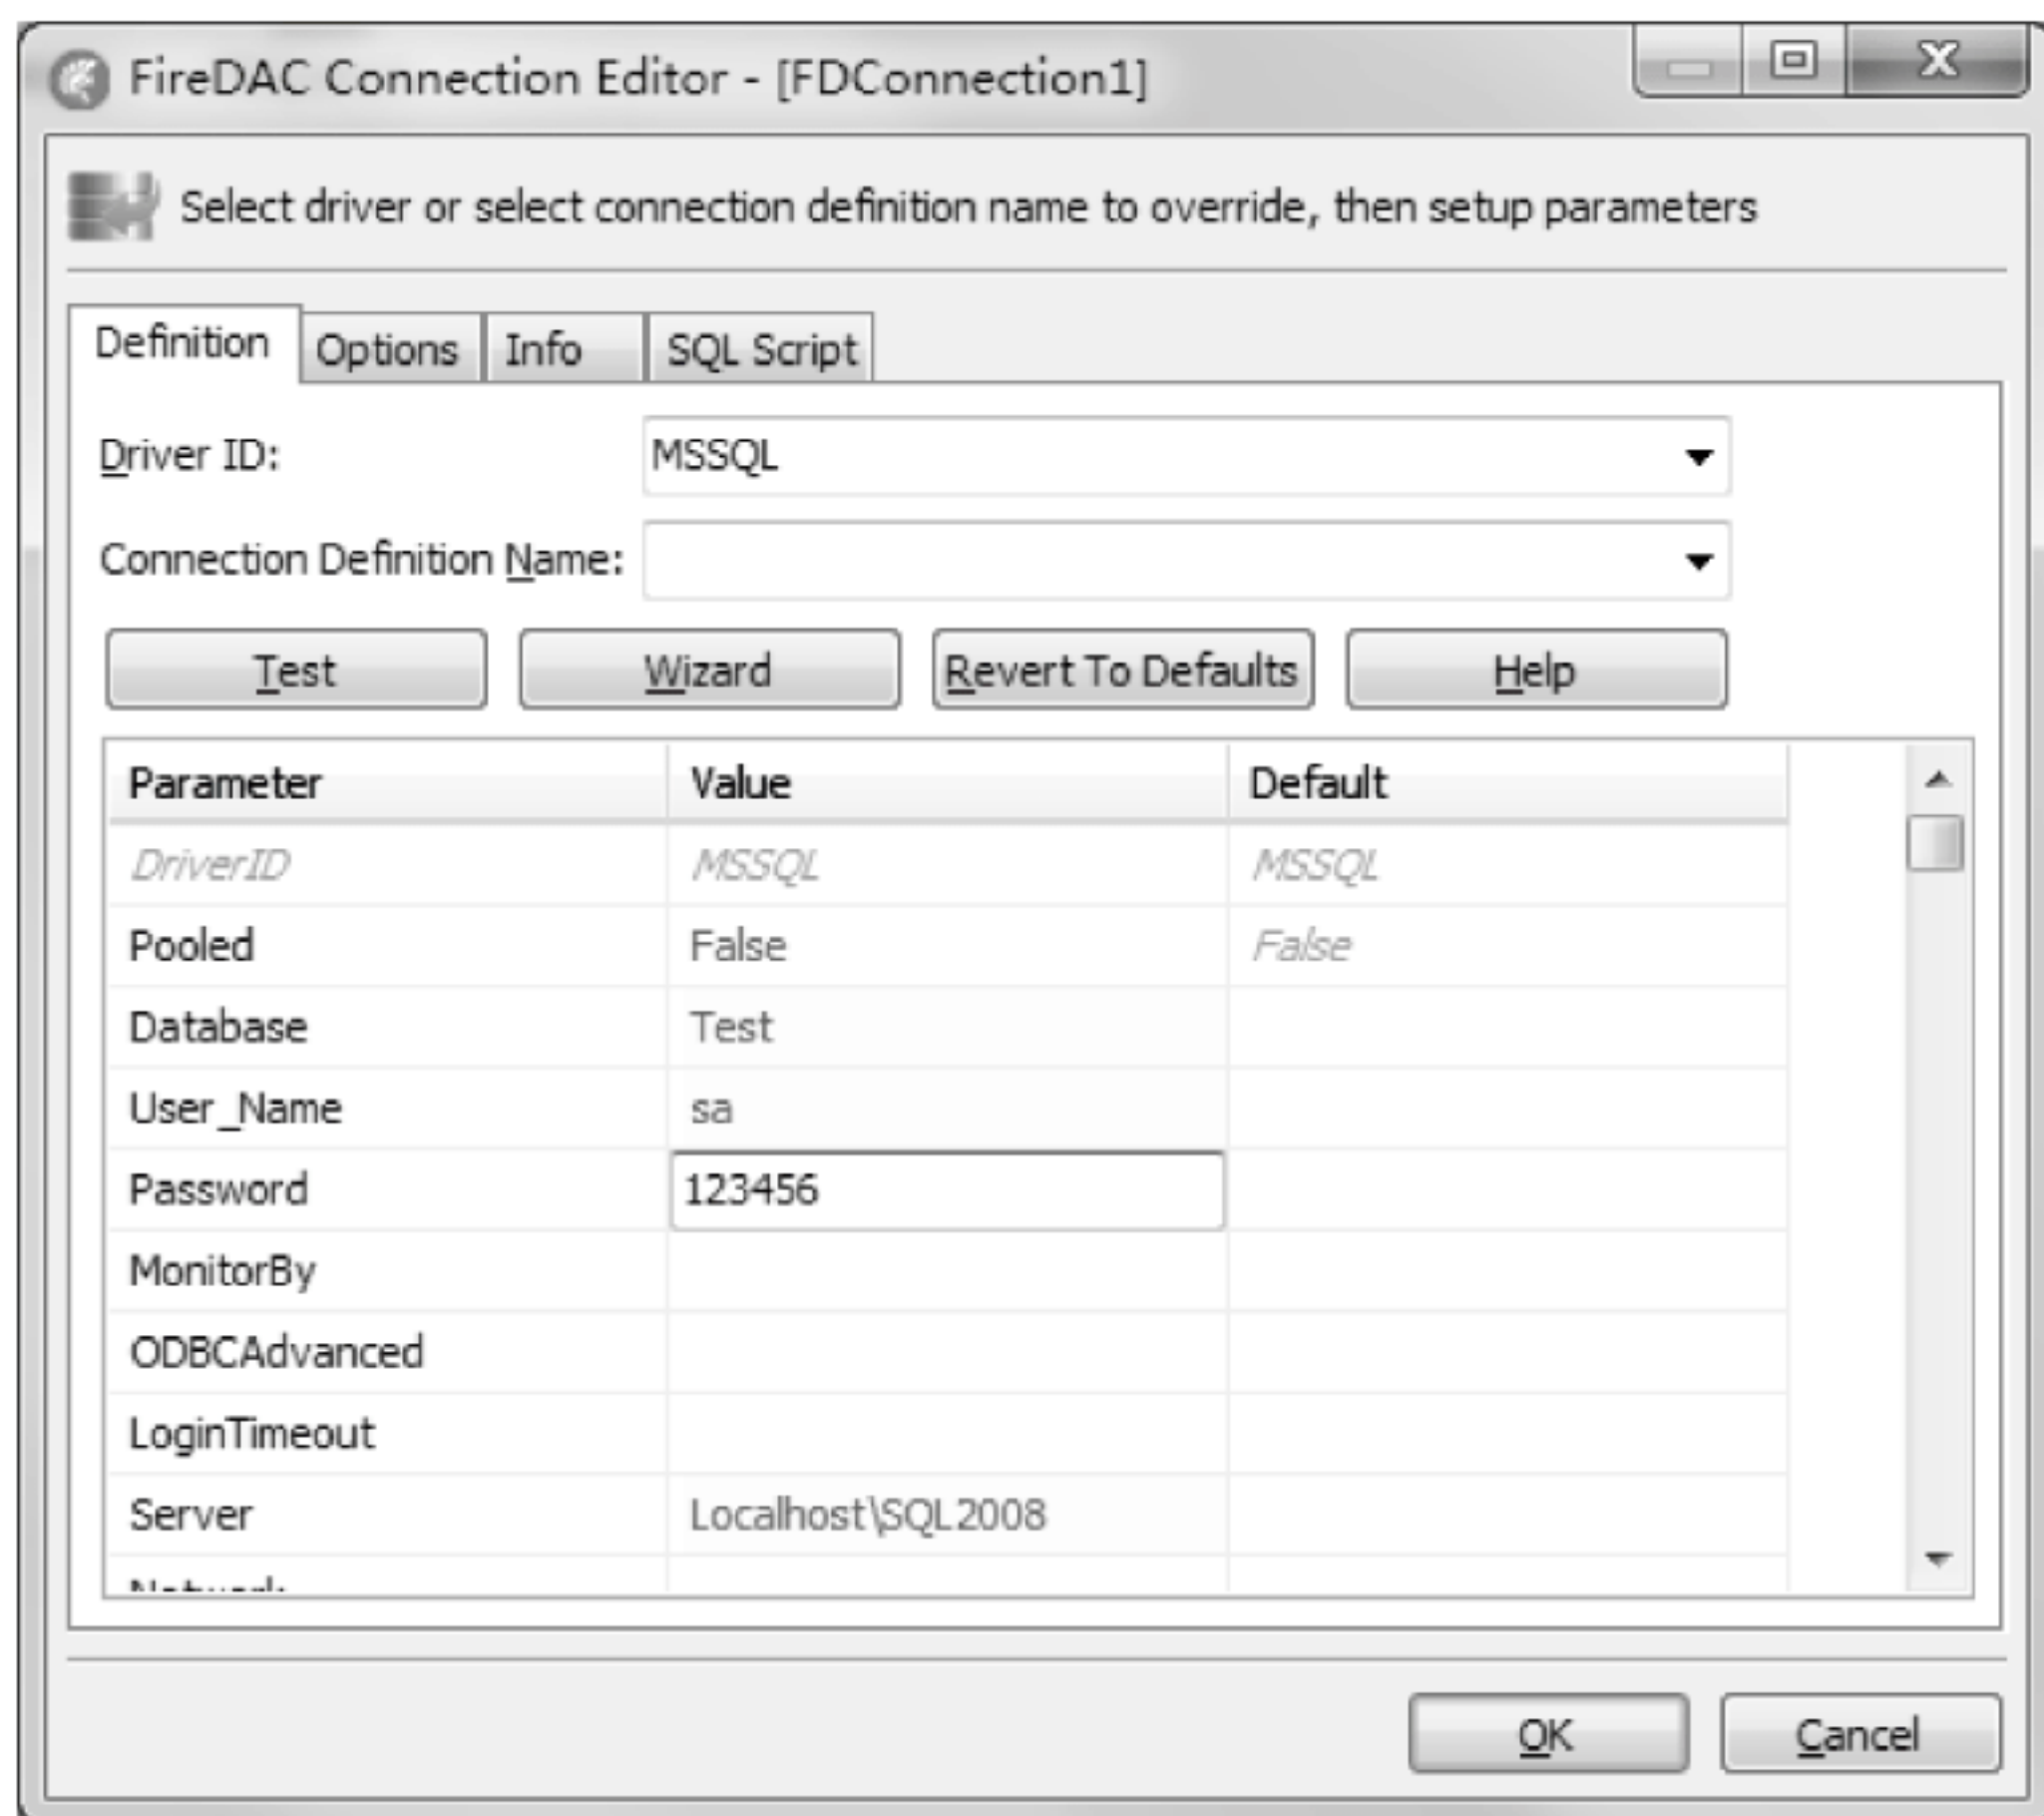 FireDAC Connection Editor - [FDConnection1]
Select driver or select connection definition name to override, then setup parameters
Definition Options Info SQL Script
Driver ID: MSSQL
Connection Definition Name:
Test Wizard Revert To Defaults Help
Parameter Value Default
DriverID MSSQL MSSQL
Pooled False False
Database Test
User_Name sa
Password 123456
MonitorBy
ODBCAdvanced
LoginTimeout
Server Localhost\SQL2008
OK Cancel